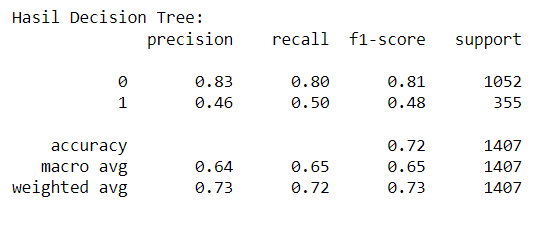 Hasil Decision Tree:
precision recall f1-score support
0 0.83 0.80 0.81 1052
1 0.46 0.50 0.48 355
accuracy 0.72 1407
macro avg 0.64 0.65 0.65 1407
weighted avg 0.73 0.72 0.73 1407